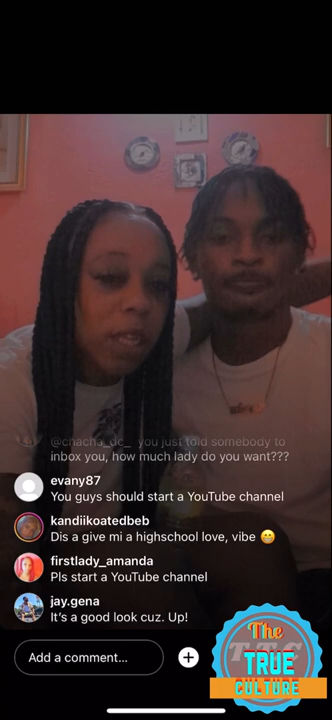 @chacha_dc_ you just told somebody to
inbox you, how much lady do you want???
evany87
You guys should start a YouTube channel
kandiikoatedbeb
Dis a give mi a highschool love, vibe 😁
firstlady_amanda
Pls start a YouTube channel
jay.gena
It’s a good look cuz. Up!
Add a comment...
The
TRUE
CULTURE